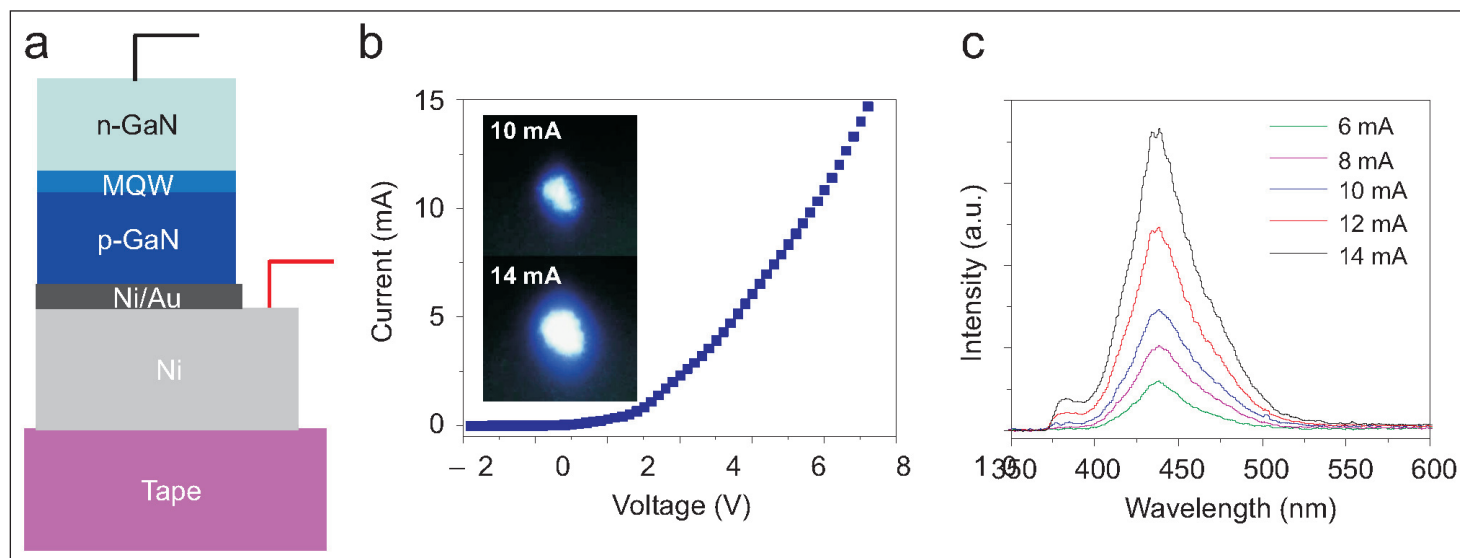 a
n-GaN
MQW
p-GaN
Ni/Au
Ni
Tape
b
15
10
5
0
Current (mA)
10 mA
14 mA
– 2 0 2 4 6 8
Voltage (V)
c
Intensity (a.u.)
6 mA
8 mA
10 mA
12 mA
14 mA
1.0
350 400 450 500 550 600
Wavelength (nm)